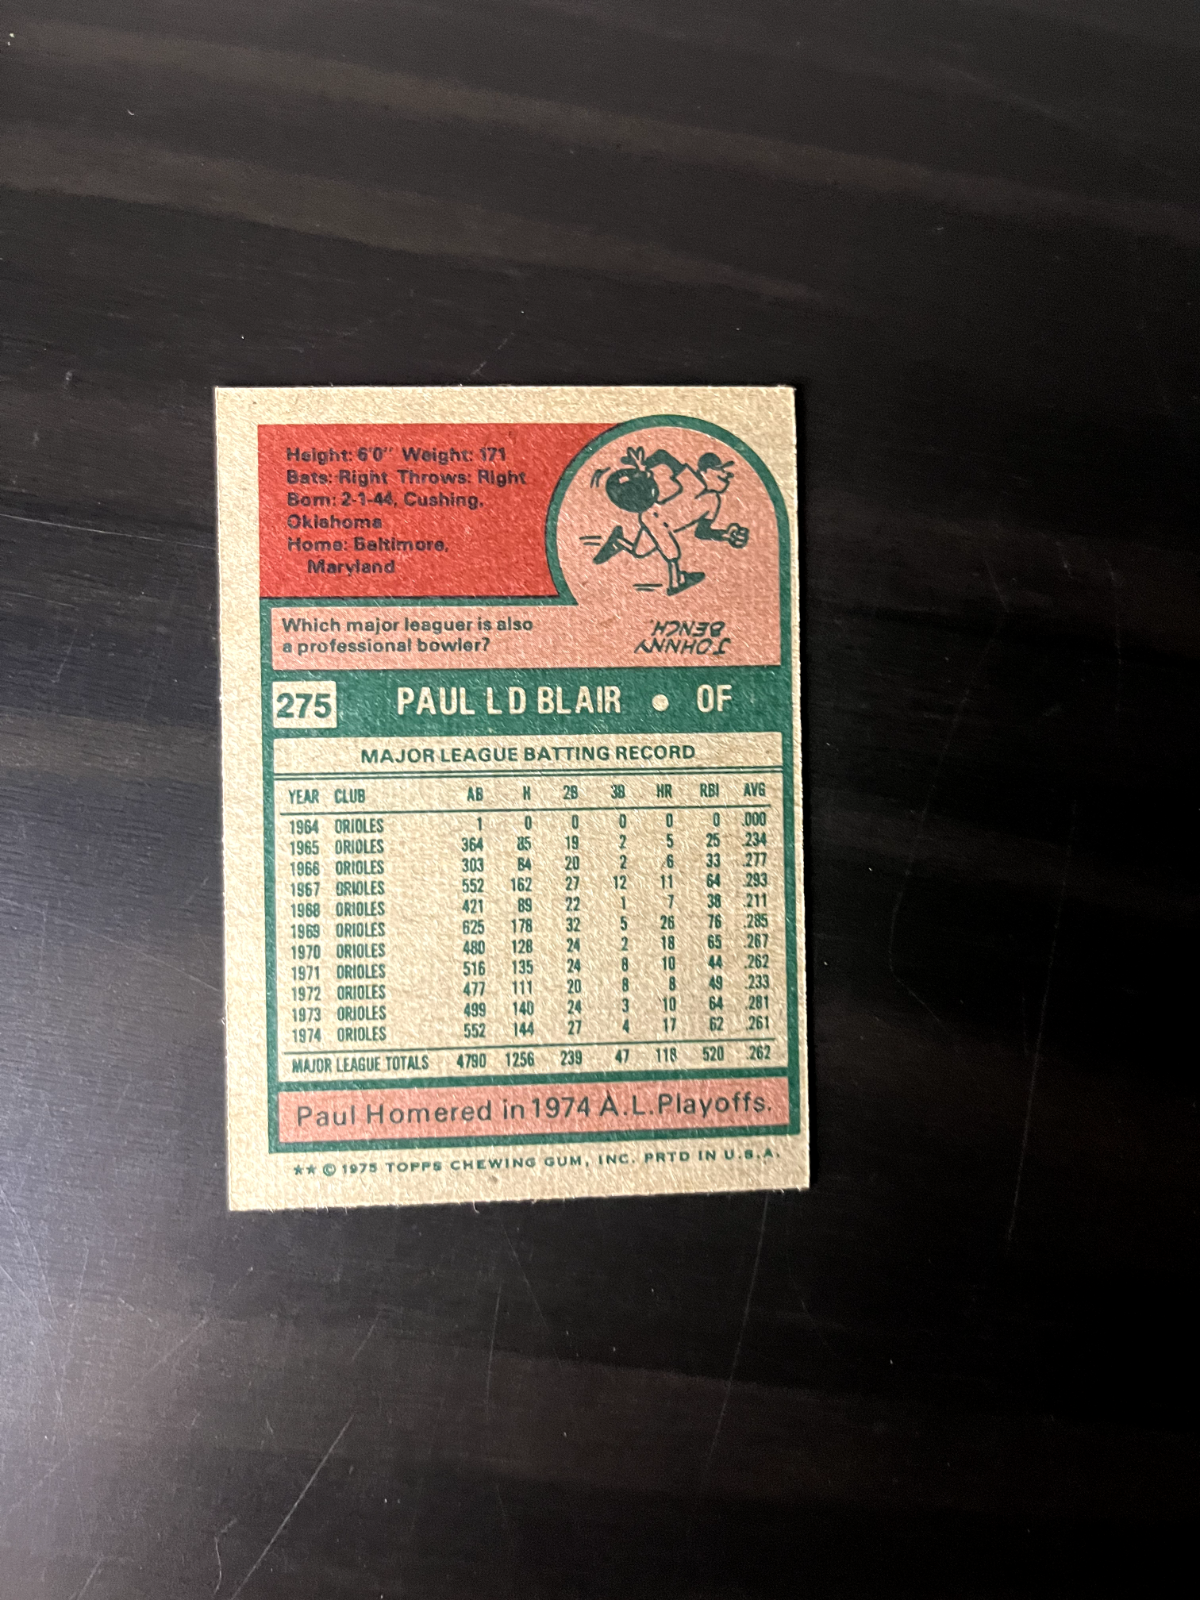 Height: 6'0" Weight: 171
Bats: Right Throws: Right
Born: 2-1-44, Cushing,
Oklahoma
Home: Baltimore,
Maryland
Which major leaguer is also
a professional bowler?
JOHNNY
BENCH.
275 PAUL L D BLAIR • OF
MAJOR LEAGUE BATTING RECORD
YEAR CLUB AB H 2B 3B HR RBI AVG
1964 ORIOLES 1 0 0 0 0 0 .000
1965 ORIOLES 364 85 19 2 5 25 .234
1966 ORIOLES 303 84 20 2 6 33 .277
1967 ORIOLES 552 162 27 12 11 64 .293
1968 ORIOLES 421 89 22 1 7 38 .211
1969 ORIOLES 625 178 32 5 26 76 .285
1970 ORIOLES 480 128 24 2 18 65 .267
1971 ORIOLES 516 135 24 8 10 44 .262
1972 ORIOLES 477 111 20 8 8 49 .233
1973 ORIOLES 499 140 24 3 10 64 .281
1974 ORIOLES 552 144 27 4 17 62 .261
MAJOR LEAGUE TOTALS 4790 1256 239 47 118 520 .262
Paul Homered in 1974 A.L. Playoffs.
** © 1975 TOPPS CHEWING GUM, INC. PRTD IN U.S.A.